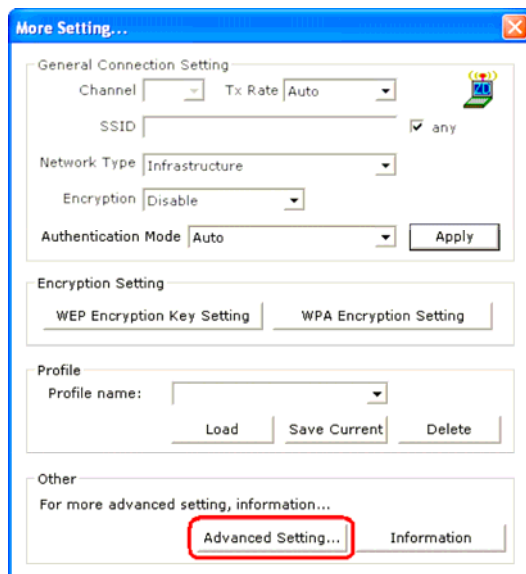 More Setting...
General Connection Setting
Channel Tx Rate Auto
ZD
SSID any
Network Type Infrastructure
Encryption Disable
Authentication Mode Auto Apply
Encryption Setting
WEP Encryption Key Setting WPA Encryption Setting
Profile
Profile name:
Load Save Current Delete
Other
For more advanced setting, information...
Advanced Setting... Information